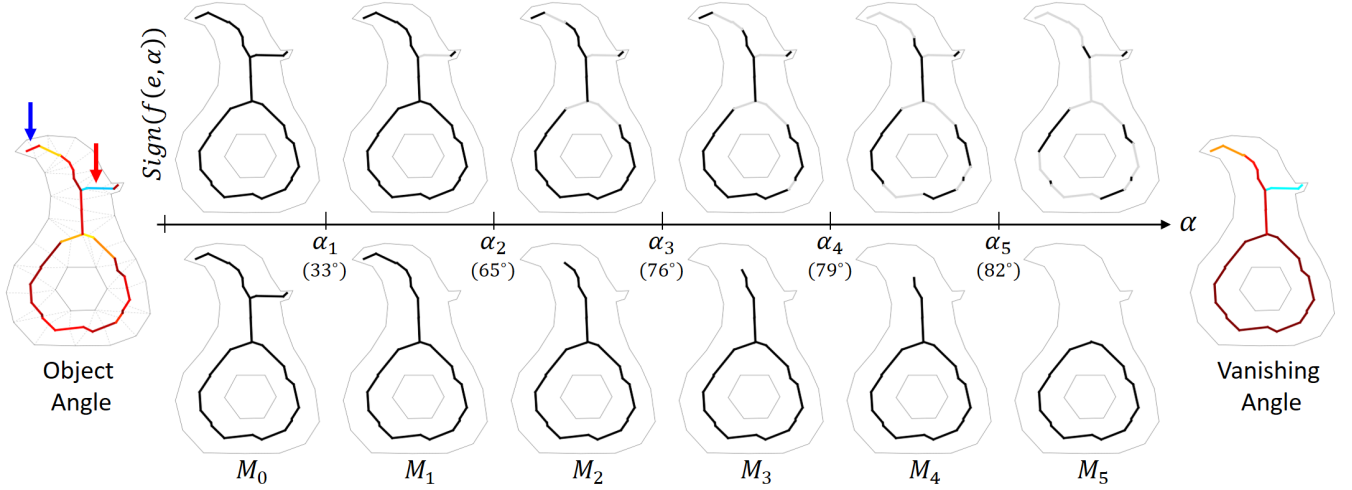 Sign(f(e, α))
α₁ α₂ α₃ α₄ α₅ α
(33°) (65°) (76°) (79°) (82°)
Object
Angle
Vanishing
Angle
M₀ M₁ M₂ M₃ M₄ M₅